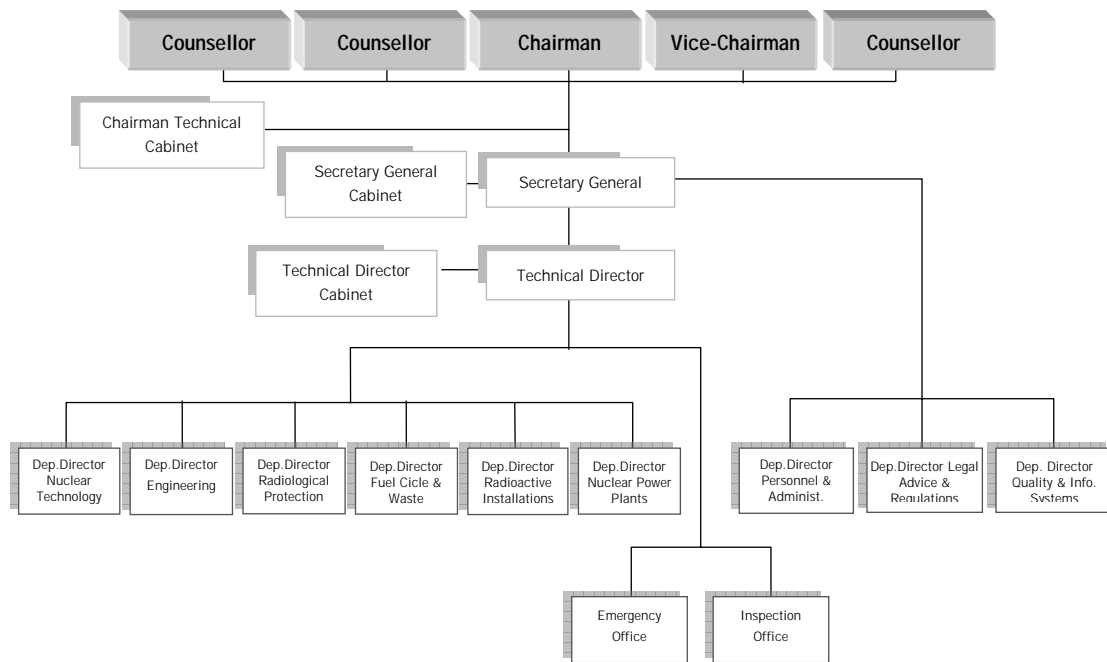 Counsellor
Counsellor
Chairman
Vice-Chairman
Counsellor
Chairman Technical
Cabinet
Secretary General
Cabinet
Secretary General
Technical Director
Cabinet
Technical Director
Dep.Director
Nuclear
Technology
Dep.Director
Engineering
Dep.Director
Radiological
Protection
Dep.Director
Fuel Cicle &
Waste
Dep.Director
Radioactive
Installations
Dep.Director
Nuclear Power
Plants
Dep.Director
Personnel &
Administ.
Dep.Director Legal
Advice &
Regulations
Dep. Director
Quality & Info.
Systems
Emergency
Office
Inspection
Office